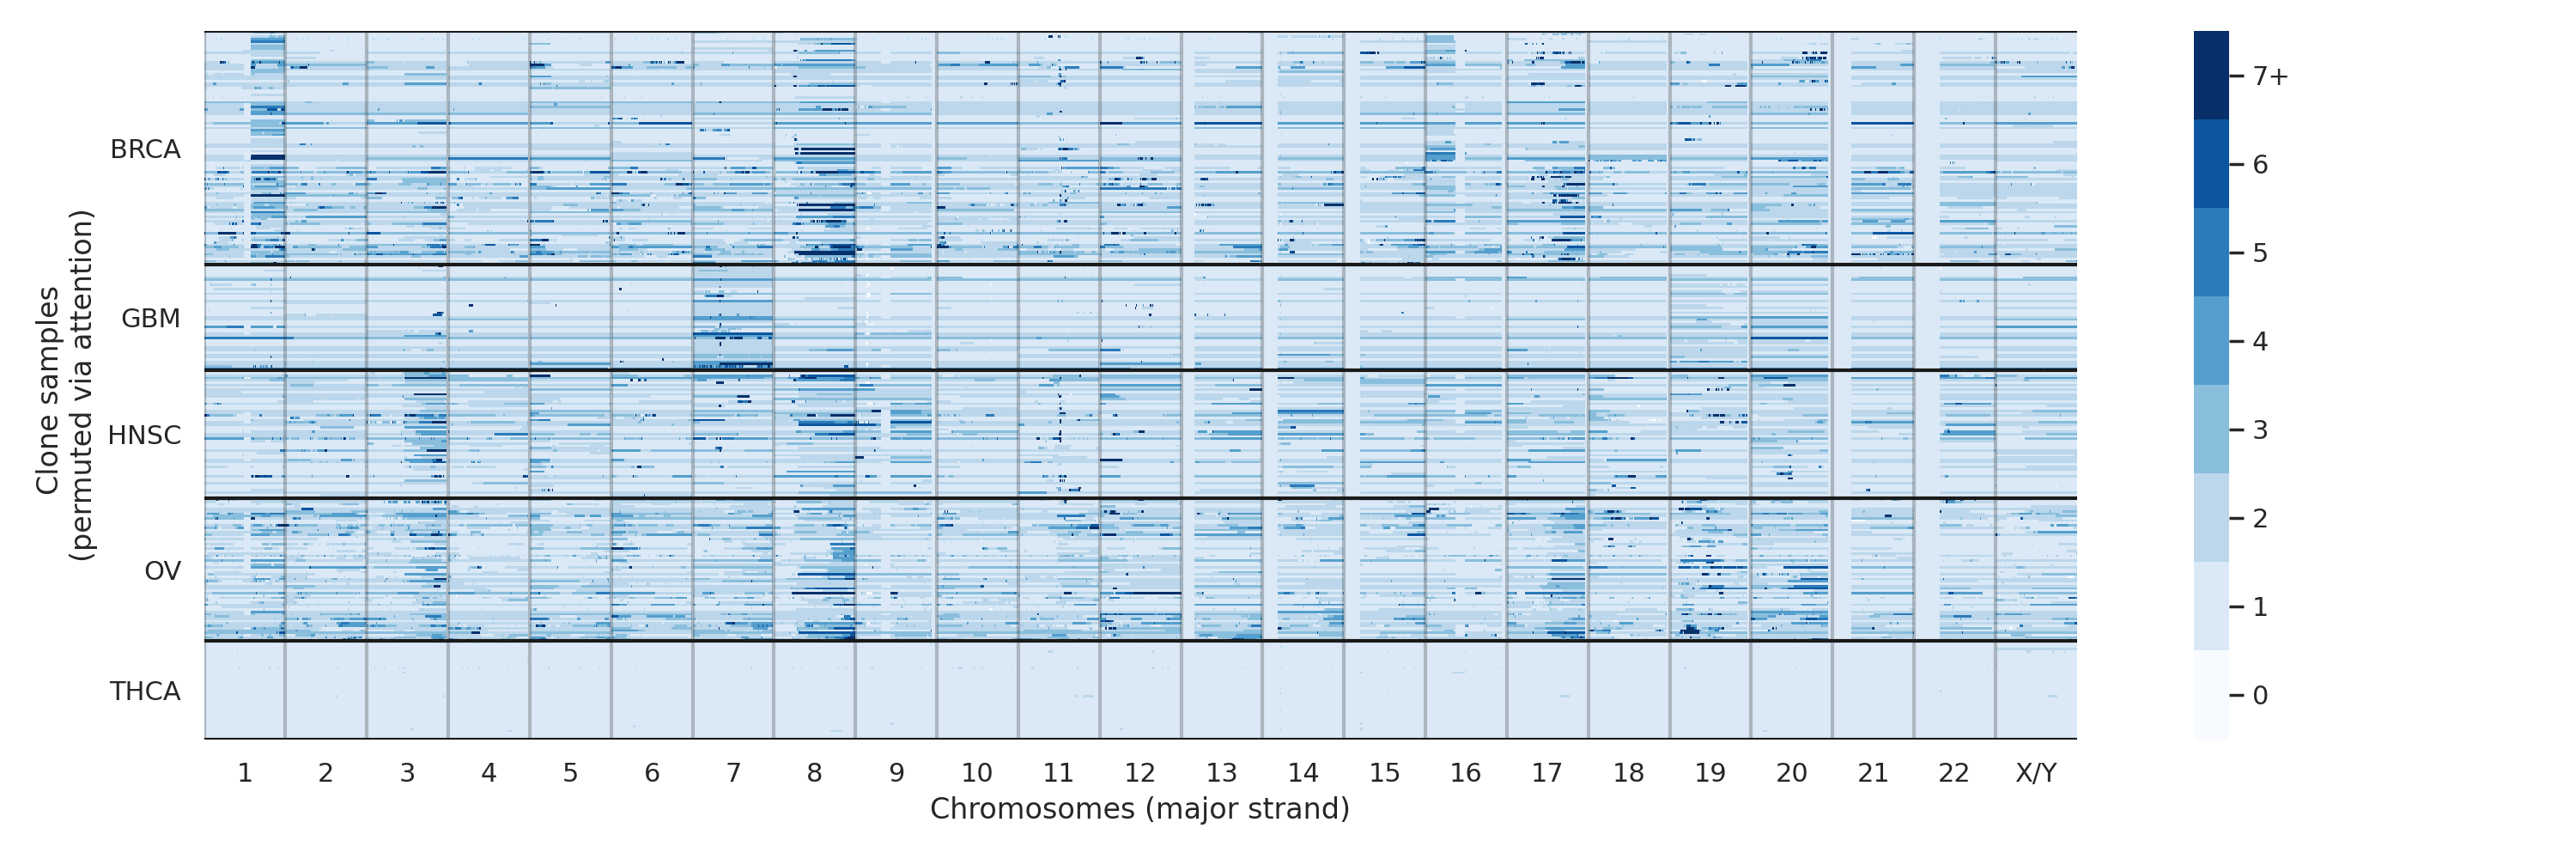 Clone samples
(permuted via attention)
BRCA
GBM
HNSC
OV
THCA
1 2 3 4 5 6 7 8 9 10 11 12 13 14 15 16 17 18 19 20 21 22 X/Y
Chromosomes (major strand)
7+
6
5
4
3
2
1
0